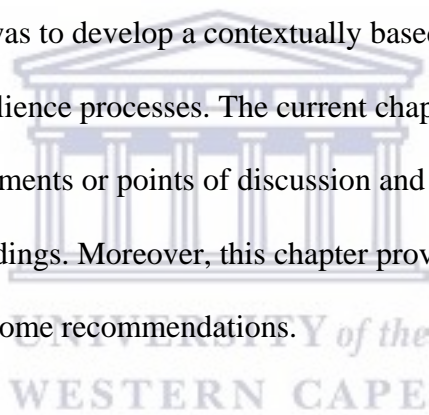 was to develop a contextually based
ilience processes. The current chap
ments or points of discussion and
dings. Moreover, this chapter prov
ome recommendations.
UNIVERSITY of the
WESTERN CAPE